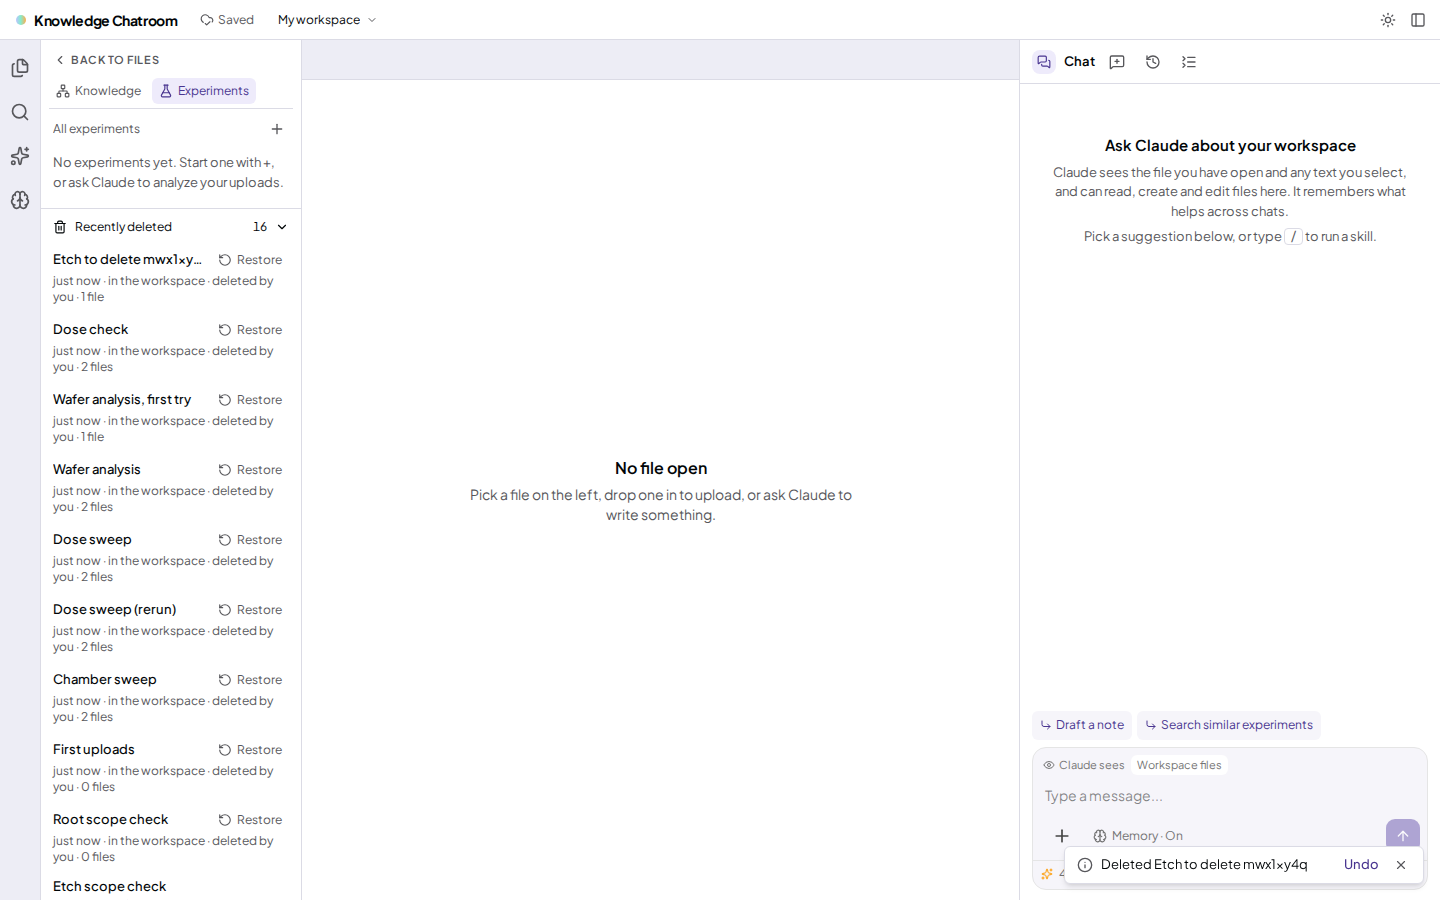 Knowledge Chatroom
Saved
My workspace
BACK TO FILES
Knowledge
Experiments
All experiments
No experiments yet. Start one with +,
or ask Claude to analyze your uploads.
Recently deleted
16
Etch to delete mwx1xy...
Restore
just now · in the workspace · deleted by
you · 1 file
Dose check
Restore
just now · in the workspace · deleted by
you · 2 files
Wafer analysis, first try
Restore
just now · in the workspace · deleted by
you · 1 file
Wafer analysis
Restore
just now · in the workspace · deleted by
you · 2 files
Dose sweep
Restore
just now · in the workspace · deleted by
you · 2 files
Dose sweep (rerun)
Restore
just now · in the workspace · deleted by
you · 2 files
Chamber sweep
Restore
just now · in the workspace · deleted by
you · 2 files
First uploads
Restore
just now · in the workspace · deleted by
you · 0 files
Root scope check
Restore
just now · in the workspace · deleted by
you · 0 files
Etch scope check
No file open
Pick a file on the left, drop one in to upload, or ask Claude to
write something.
Chat
Ask Claude about your workspace
Claude sees the file you have open and any text you select,
and can read, create and edit files here. It remembers what
helps across chats.
Pick a suggestion below, or type / to run a skill.
Draft a note
Search similar experiments
Claude sees
Workspace files
Type a message...
Memory · On
Deleted Etch to delete mwx1xy4q
Undo